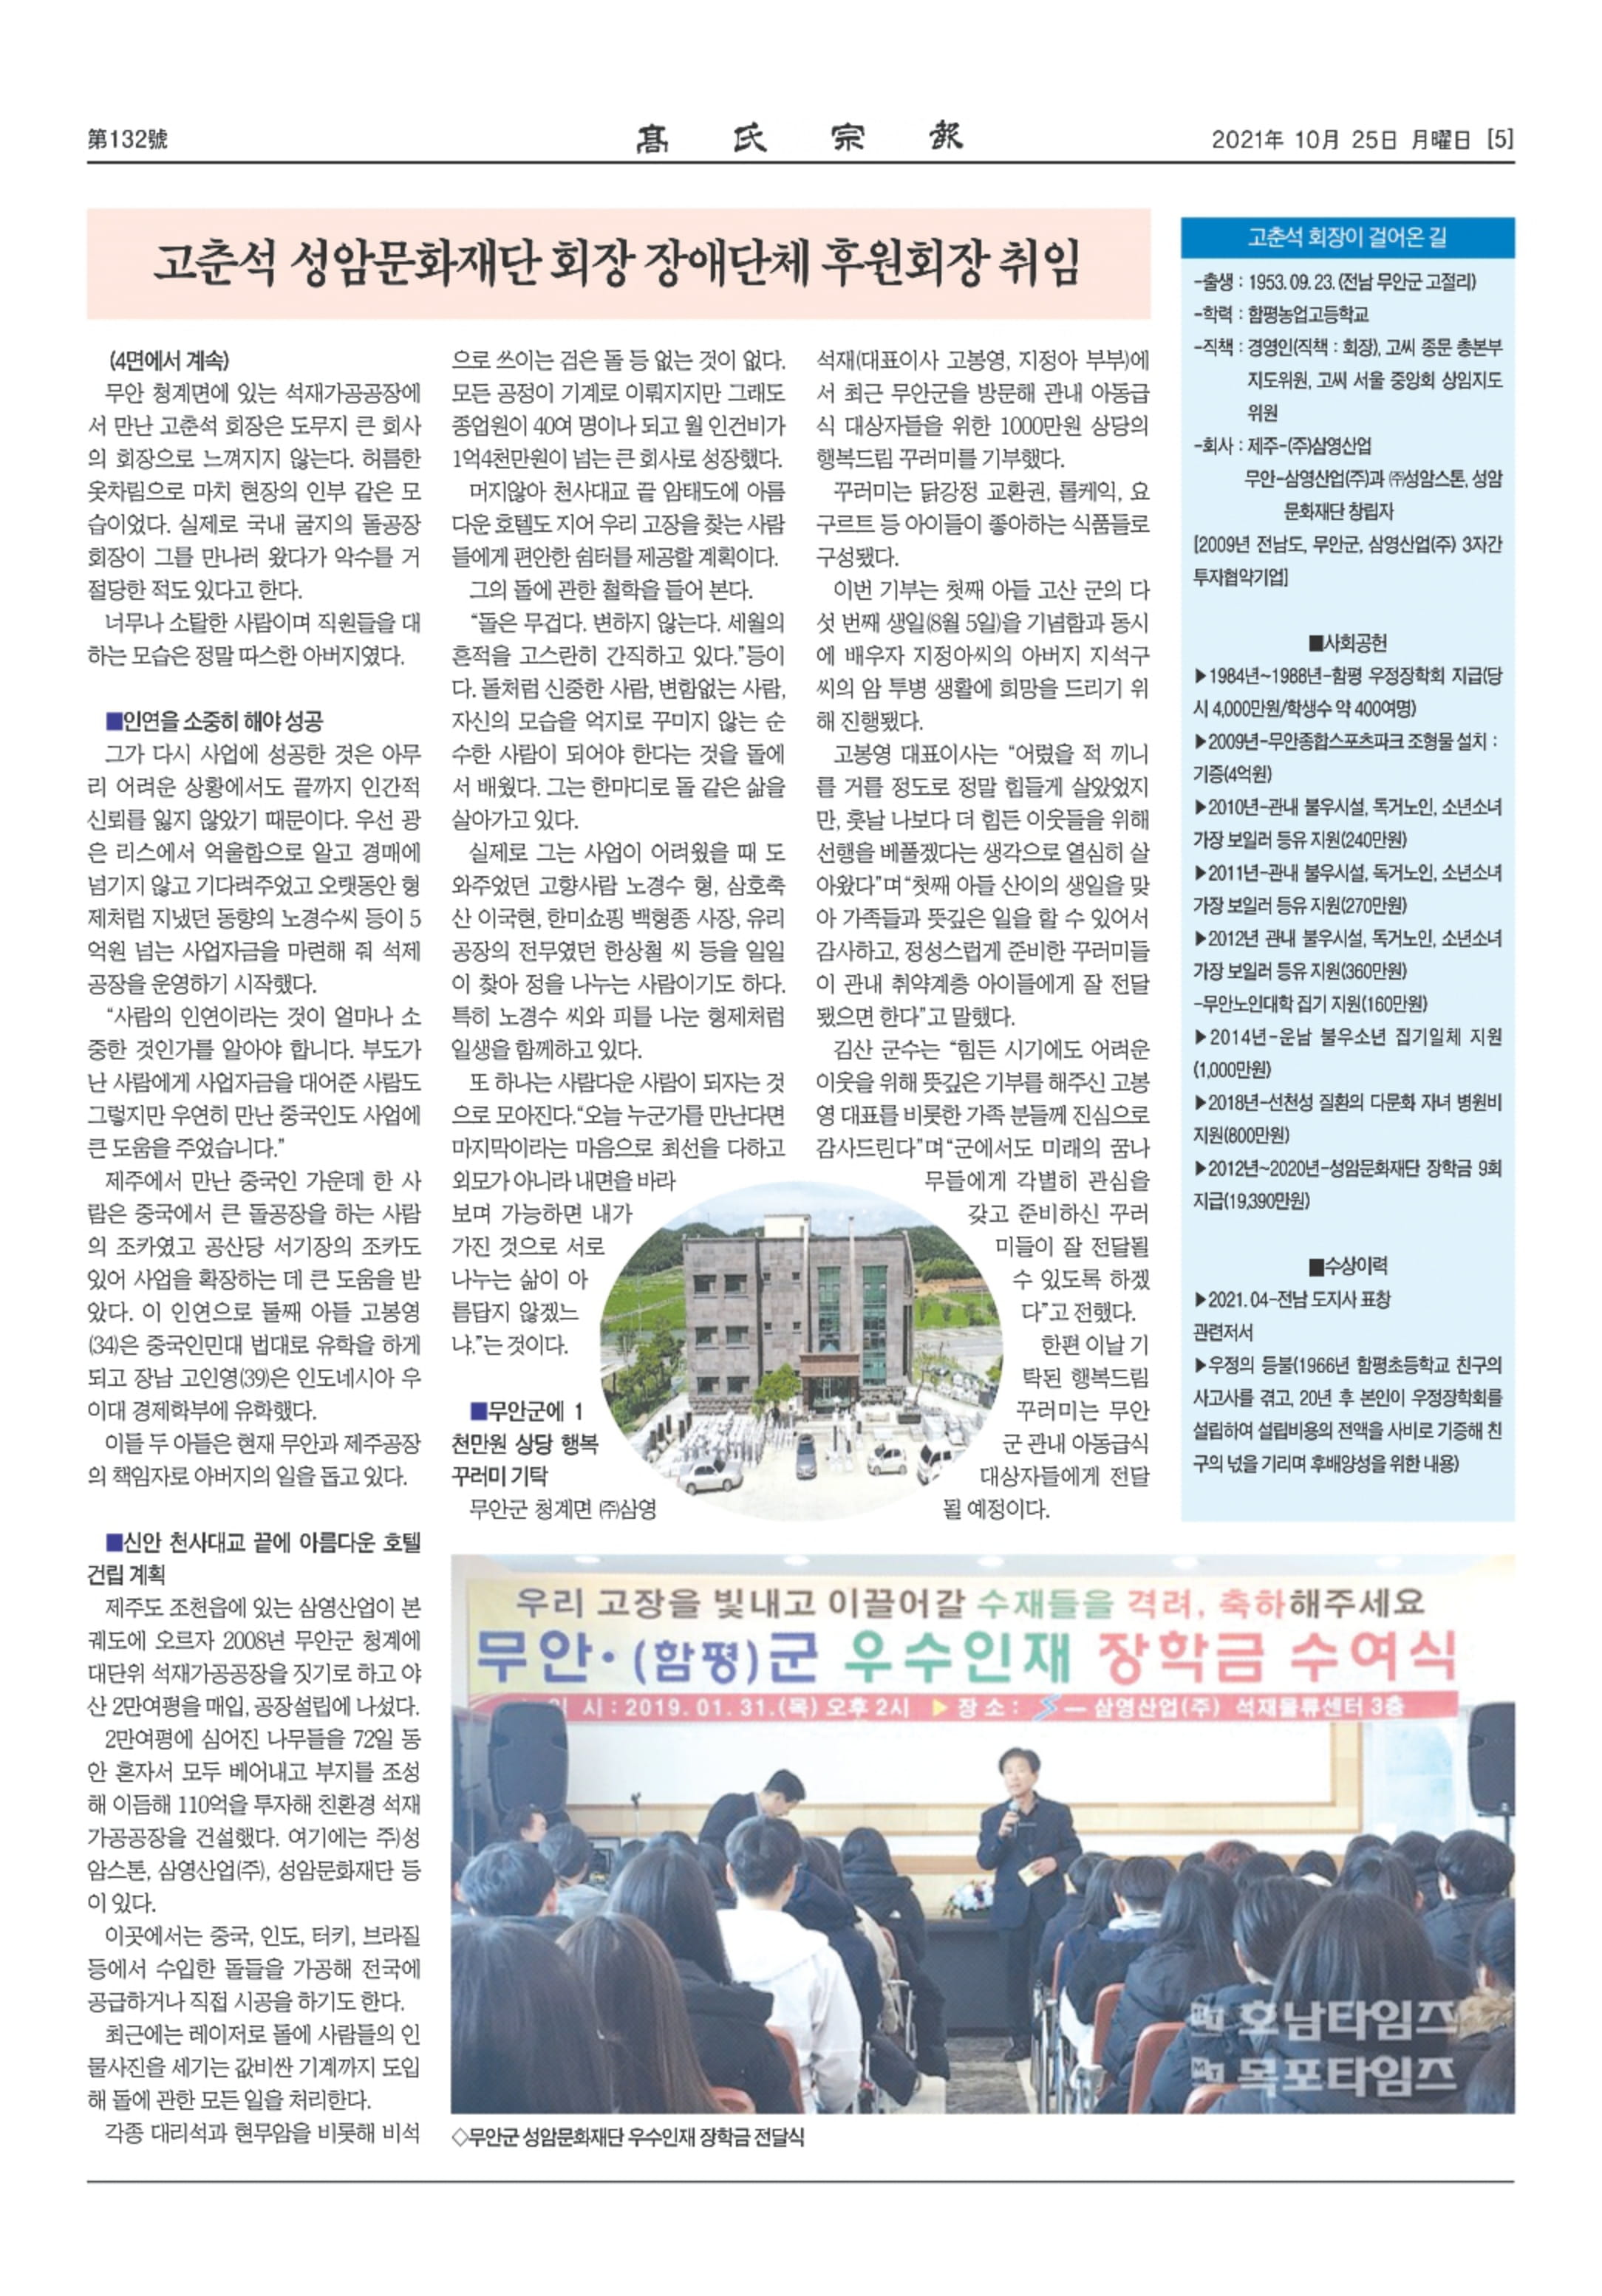 第132號
高氏宗報
2021年 10月 25日 月曜日 [5]
고춘석 성암문화재단 회장 장애단체 후원회장 취임
(4면에서 계속)
무안 청계면에 있는 석재가공공장에
서 만난 고춘석 회장은 도무지 큰 회사
의 회장으로 느껴지지 않는다. 허름한
옷차림으로 마치 현장의 인부 같은 모
습이었다. 실제로 국내 굴지의 돌공장
회장이 그를 만나러 왔다가 악수를 거
절당한 적도 있다고 한다.
너무나 소탈한 사람이며 직원들을 대
하는 모습은 정말 따스한 아버지였다.
■인연을 소중히 해야 성공
그가 다시 사업에 성공한 것은 아무
리 어려운 상황에서도 끝까지 인간적
신뢰를 잃지 않았기 때문이다. 우선 광
은 리스에서 억울함으로 알고 경매에
넘기지 않고 기다려주었고 오랫동안 형
제처럼 지냈던 동향의 노경수씨 등이 5
억원 넘는 사업자금을 마련해 줘 석제
공장을 운영하기 시작했다.
“사람의 인연이라는 것이 얼마나 소
중한 것인가를 알아야 합니다. 부도가
난 사람에게 사업자금을 대어준 사람도
그렇지만 우연히 만난 중국인도 사업에
큰 도움을 주었습니다.”
제주에서 만난 중국인 가운데 한 사
람은 중국에서 큰 돌공장을 하는 사람
의 조카였고 공산당 서기장의 조카도
있어 사업을 확장하는 데 큰 도움을 받
았다. 이 인연으로 둘째 아들 고봉영
(34)은 중국인민대 법대로 유학을 하게
되고 장남 고인영(39)은 인도네시아 우
이대 경제학부에 유학했다.
이들 두 아들은 현재 무안과 제주공장
의 책임자로 아버지의 일을 돕고 있다.
■신안 천사대교 끝에 아름다운 호텔
건립 계획
제주도 조천읍에 있는 삼영산업이 본
궤도에 오르자 2008년 무안군 청계에
대단위 석재가공공장을 짓기로 하고 야
산 2만여평을 매입, 공장설립에 나섰다.
2만여평에 심어진 나무들을 72일 동
안 혼자서 모두 베어내고 부지를 조성
해 이듬해 110억을 투자해 친환경 석재
가공공장을 건설했다. 여기에는 주)성
암스톤, 삼영산업(주), 성암문화재단 등
이 있다.
이곳에서는 중국, 인도, 터키, 브라질
등에서 수입한 돌들을 가공해 전국에
공급하거나 직접 시공을 하기도 한다.
최근에는 레이저로 돌에 사람들의 인
물사진을 세기는 값비싼 기계까지 도입
해 돌에 관한 모든 일을 처리한다.
각종 대리석과 현무암을 비롯해 비석
으로 쓰이는 검은 돌 등 없는 것이 없다.
모든 공정이 기계로 이뤄지지만 그래도
종업원이 40여 명이나 되고 월 인건비가
1억4천만원이 넘는 큰 회사로 성장했다.
머지않아 천사대교 끝 암태도에 아름
다운 호텔도 지어 우리 고장을 찾는 사람
들에게 편안한 쉼터를 제공할 계획이다.
그의 돌에 관한 철학을 들어 본다.
“돌은 무겁다. 변하지 않는다. 세월의
흔적을 고스란히 간직하고 있다.”등이
다. 돌처럼 신중한 사람, 변함없는 사람,
자신의 모습을 억지로 꾸미지 않는 순
수한 사람이 되어야 한다는 것을 돌에
서 배웠다. 그는 한마디로 돌 같은 삶을
살아가고 있다.
실제로 그는 사업이 어려웠을 때 도
와주었던 고향사람 노경수 형, 삼호축
산 이국현, 한미쇼핑 백형종 사장, 유리
공장의 전무였던 한상철 씨 등을 일일
이 찾아 정을 나누는 사람이기도 하다.
특히 노경수 씨와 피를 나눈 형제처럼
일생을 함께하고 있다.
또 하나는 사람다운 사람이 되자는 것
으로 모아진다.“오늘 누군가를 만난다면
마지막이라는 마음으로 최선을 다하고
외모가 아니라 내면을 바라
보며 가능하면 내가
가진 것으로 서로
나누는 삶이 아
름답지 않겠느
냐.”는 것이다.
■무안군에 1
천만원 상당 행복
꾸러미 기탁
무안군 청계면 ㈜삼영
석재(대표이사 고봉영, 지정아 부부)에
서 최근 무안군을 방문해 관내 아동급
식 대상자들을 위한 1000만원 상당의
행복드림 꾸러미를 기부했다.
꾸러미는 닭강정 교환권, 롤케익, 요
구르트 등 아이들이 좋아하는 식품들로
구성됐다.
이번 기부는 첫째 아들 고산 군의 다
섯 번째 생일(8월 5일)을 기념함과 동시
에 배우자 지정아씨의 아버지 지석구
씨의 암 투병 생활에 희망을 드리기 위
해 진행됐다.
고봉영 대표이사는 “어렸을 적 끼니
를 거를 정도로 정말 힘들게 살았었지
만, 훗날 나보다 더 힘든 이웃들을 위해
선행을 베풀겠다는 생각으로 열심히 살
아왔다”며“첫째 아들 산이의 생일을 맞
아 가족들과 뜻깊은 일을 할 수 있어서
감사하고, 정성스럽게 준비한 꾸러미들
이 관내 취약계층 아이들에게 잘 전달
됐으면 한다”고 말했다.
김산 군수는 “힘든 시기에도 어려운
이웃을 위해 뜻깊은 기부를 해주신 고봉
영 대표를 비롯한 가족 분들께 진심으로
감사드린다”며“군에서도 미래의 꿈나
무들에게 각별히 관심을
갖고 준비하신 꾸러
미들이 잘 전달될
수 있도록 하겠
다”고 전했다.
한편 이날 기
탁된 행복드림
꾸러미는 무안
군 관내 아동급식
대상자들에게 전달
될 예정이다.
고춘석 회장이 걸어온 길
-출생 : 1953. 09. 23. (전남 무안군 고절리)
-학력 : 함평농업고등학교
-직책 : 경영인(직책 : 회장), 고씨 종문 총본부
지도위원, 고씨 서울 중앙회 상임지도
위원
-회사 : 제주-(주)삼영산업
무안-삼영산업(주)과 ㈜성암스톤, 성암
문화재단 창립자
[2009년 전남도, 무안군, 삼영산업(주) 3자간
투자협약기업]
■사회공헌
▶1984년~1988년-함평 우정장학회 지급(당
시 4,000만원/학생수 약 400여명)
▶2009년-무안종합스포츠파크 조형물 설치 :
기증(4억원)
▶2010년-관내 불우시설, 독거노인, 소년소녀
가장 보일러 등유 지원(240만원)
▶2011년-관내 불우시설, 독거노인, 소년소녀
가장 보일러 등유 지원(270만원)
▶2012년 관내 불우시설, 독거노인, 소년소녀
가장 보일러 등유 지원(360만원)
-무안노인대학 집기 지원(160만원)
▶2014년-운남 불우소년 집기일체 지원
(1,000만원)
▶2018년-선천성 질환의 다문화 자녀 병원비
지원(800만원)
▶2012년~2020년-성암문화재단 장학금 9회
지급(19,390만원)
■수상이력
▶2021. 04-전남 도지사 표창
관련저서
▶우정의 등불(1966년 함평초등학교 친구의
사고사를 겪고, 20년 후 본인이 우정장학회를
설립하여 설립비용의 전액을 사비로 기증해 친
구의 넋을 기리며 후배양성을 위한 내용)
우리 고장을 빛내고 이끌어갈 수재들을 격려, 축하해주세요
무안·(함평)군 우수인재 장학금 수여식
일 시 : 2019. 01. 31.(목) 오후 2시 ▶ 장 소 : 삼영산업(주) 석재물류센터 3층
호남타임즈
목포타임즈
◇무안군 성암문화재단 우수인재 장학금 전달식